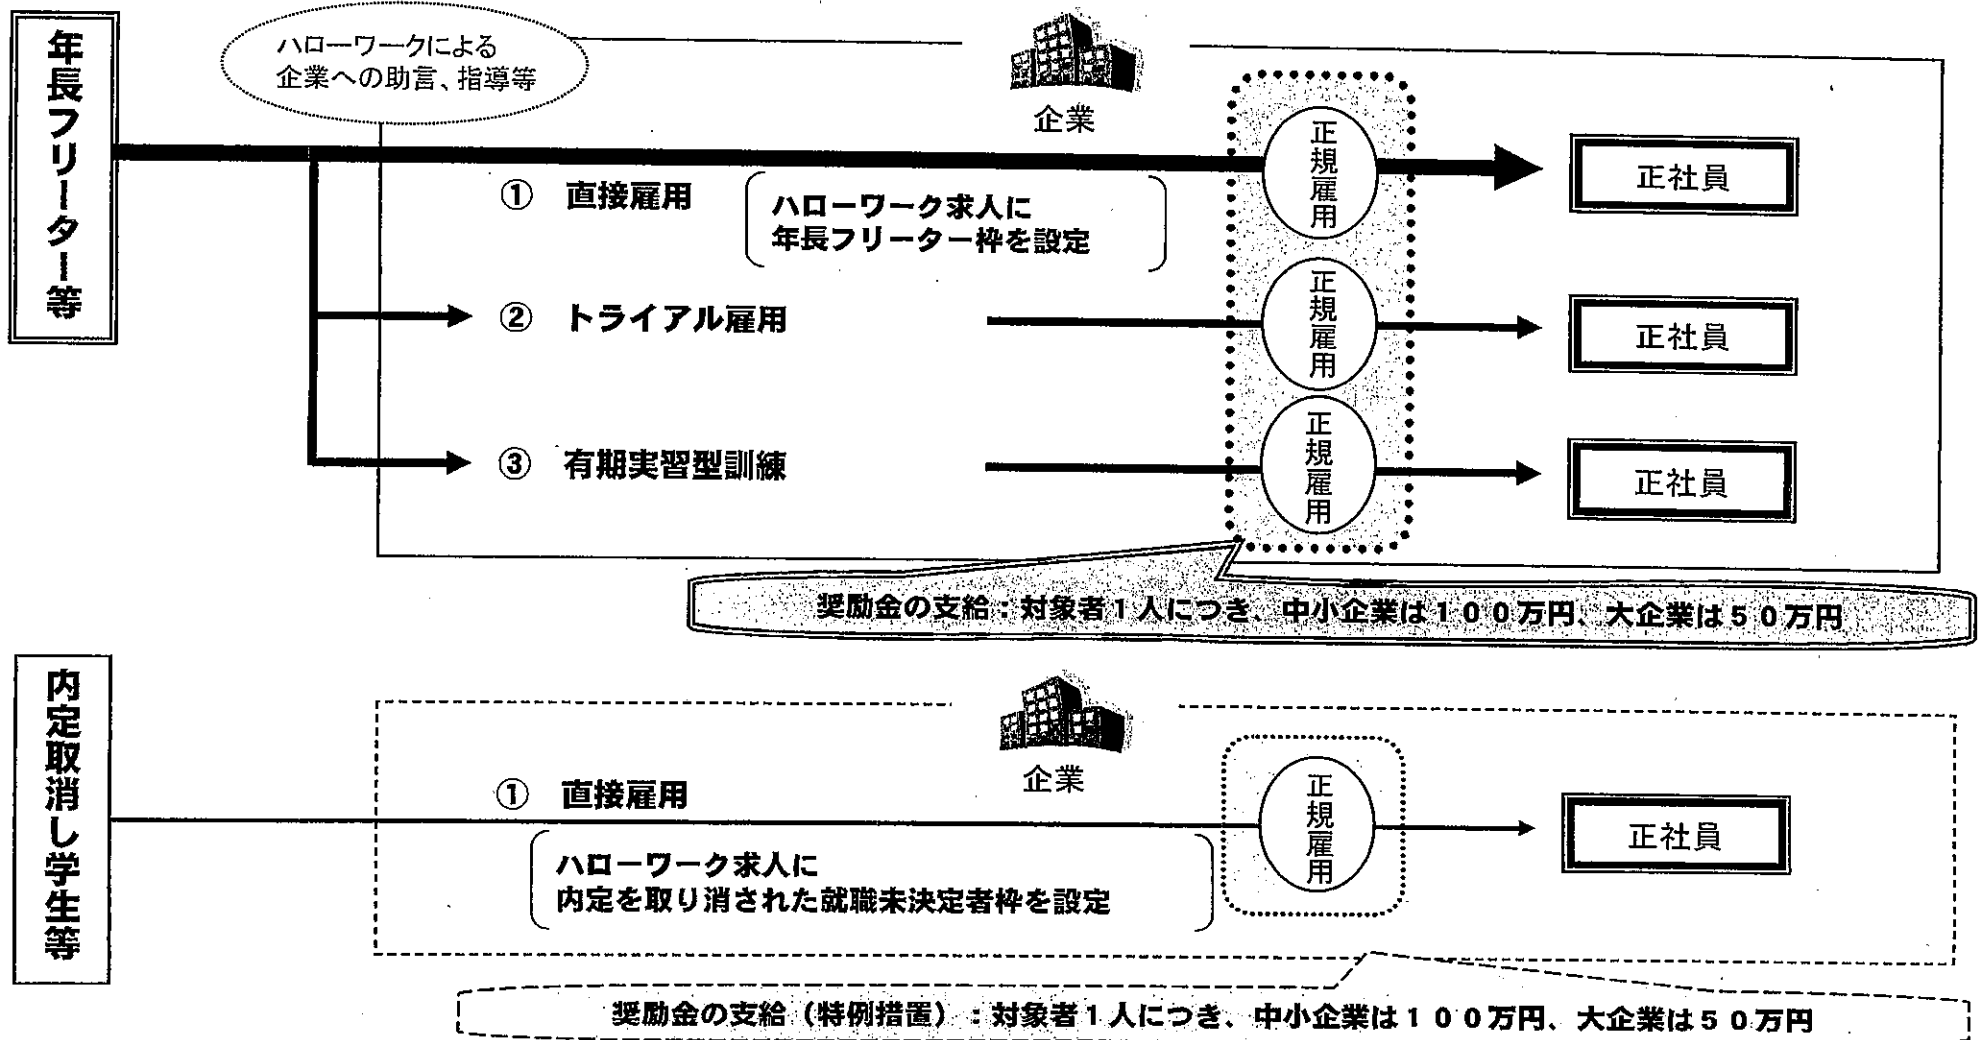 年長フリーター等
ハローワークによる
企業への助言、指導等
企業
① 直接雇用
ハローワーク求人に
年長フリーター枠を設定
正規雇用
正社員
② トライアル雇用
正規雇用
正社員
③ 有期実習型訓練
正規雇用
正社員
奨励金の支給：対象者１人につき、中小企業は１００万円、大企業は５０万円
内定取消し学生等
企業
① 直接雇用
ハローワーク求人に
内定を取り消された就職未決定者枠を設定
正規雇用
正社員
奨励金の支給（特例措置）：対象者１人につき、中小企業は１００万円、大企業は５０万円